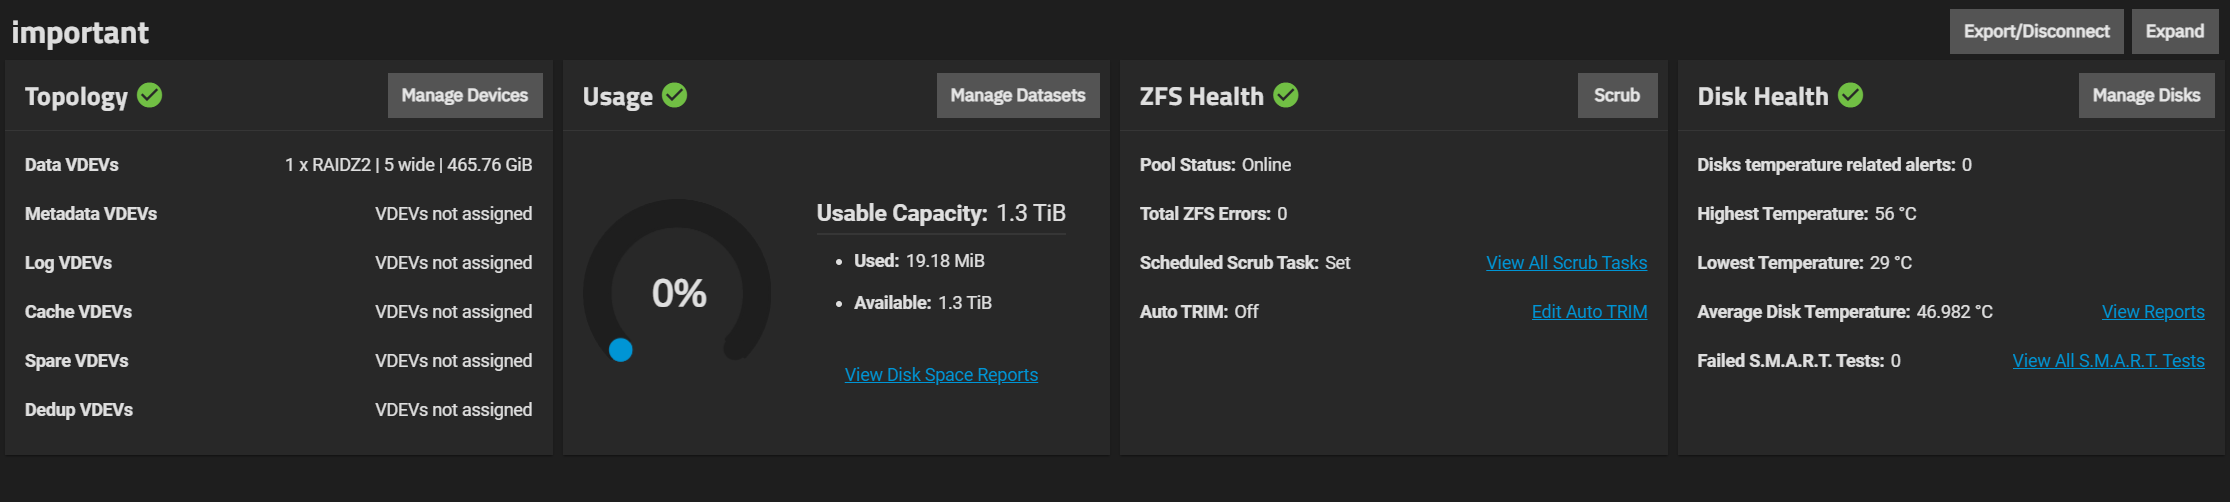 important
Export/Disconnect
Expand
Topology
Manage Devices
Data VDEVs 1 x RAIDZ2 | 5 wide | 465.76 GiB
Metadata VDEVs VDEVs not assigned
Log VDEVs VDEVs not assigned
Cache VDEVs VDEVs not assigned
Spare VDEVs VDEVs not assigned
Dedup VDEVs VDEVs not assigned
Usage
Manage Datasets
0%
Usable Capacity: 1.3 TiB
• Used: 19.18 MiB
• Available: 1.3 TiB
View Disk Space Reports
ZFS Health
Scrub
Pool Status: Online
Total ZFS Errors: 0
Scheduled Scrub Task: Set View All Scrub Tasks
Auto TRIM: Off Edit Auto TRIM
Disk Health
Manage Disks
Disks temperature related alerts: 0
Highest Temperature: 56 °C
Lowest Temperature: 29 °C
Average Disk Temperature: 46.982 °C View Reports
Failed S.M.A.R.T. Tests: 0 View All S.M.A.R.T. Tests